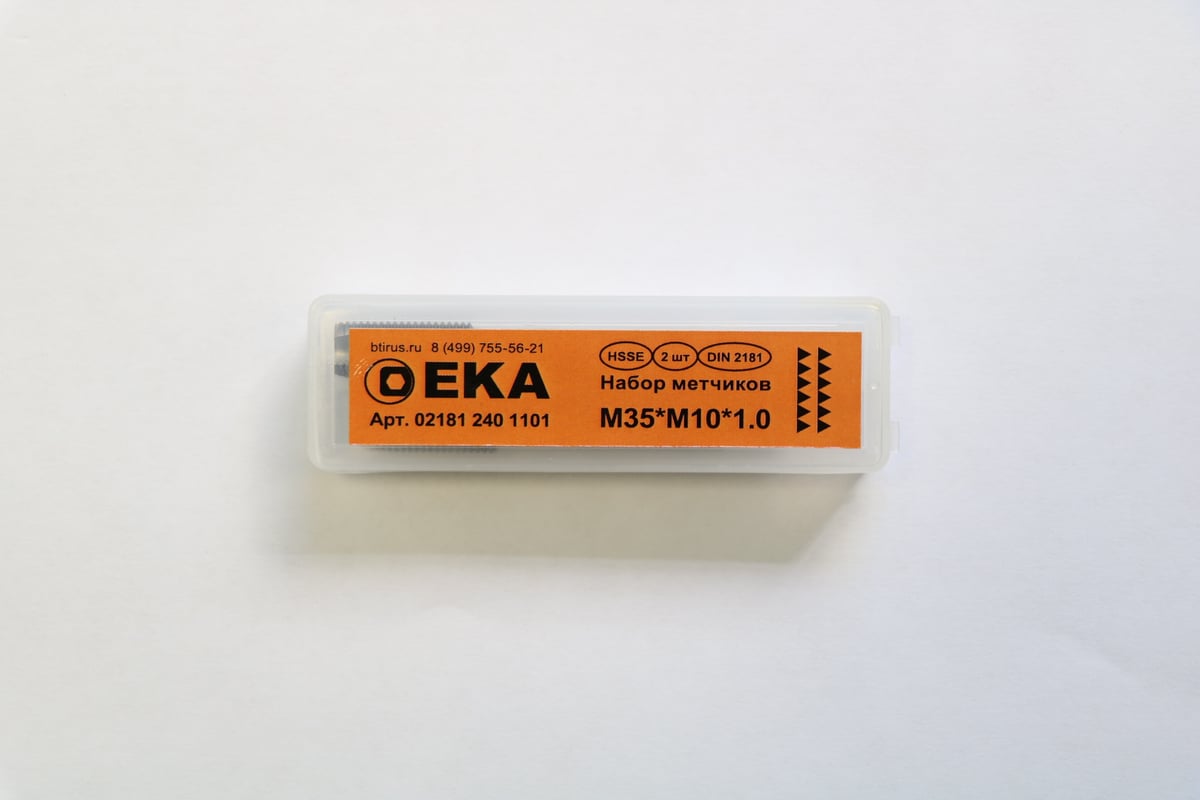 btirus.ru 8 (499) 755-56-21
EKA
Арт. 02181 240 1101
HSSE 2 шт DIN 2181
Набор метчиков
M35*M10*1.0